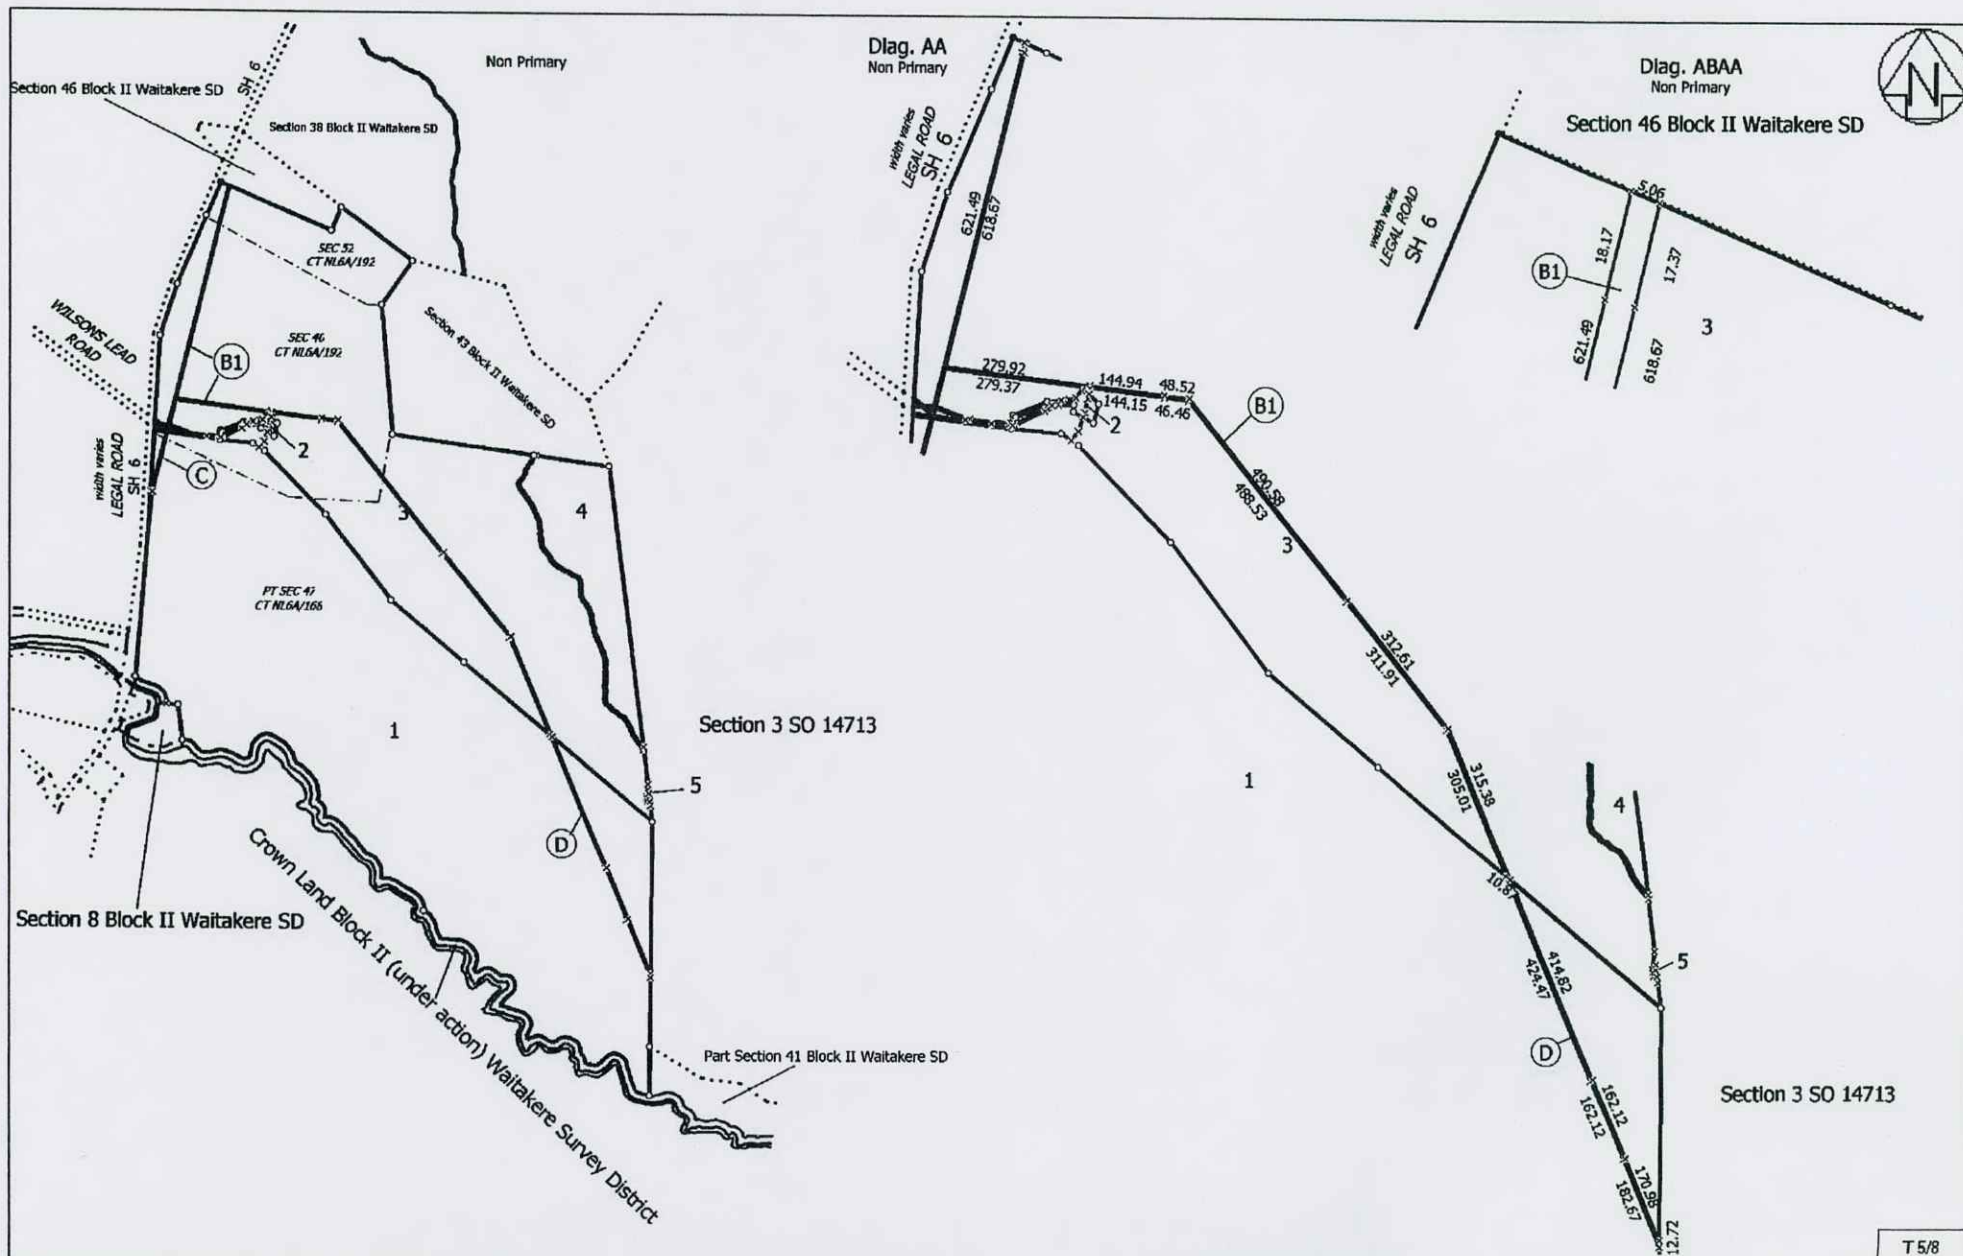 Non Primary
SH 6
Section 46 Block II Waitakere SD
Section 38 Block II Waitakere SD
SEC 52
CT NL6A/192
WILSONS LEAD
ROAD
SEC 46
CT NL6A/192
Section 43 Block II Waitakere SD
B1
2
C
width varies
LEGAL ROAD
SH 6
3
4
PT SEC 47
CT NL6A/166
1
Section 3 SO 14713
5
D
Section 8 Block II Waitakere SD
Crown Land Block II (under action) Waitakere Survey District
Part Section 41 Block II Waitakere SD
Diag. AA
Non Primary
width varies
LEGAL ROAD
SH 6
621.49
618.67
279.92
279.37
144.94
144.15
48.52
46.46
B1
2
490.58
488.53
3
312.61
311.91
1
315.38
305.01
4
10.87
5
414.82
424.47
D
162.12
162.12
Section 3 SO 14713
170.98
182.67
12.72
Diag. ABAA
Non Primary
N
Section 46 Block II Waitakere SD
width varies
LEGAL ROAD
SH 6
5.06
18.17
17.37
B1
3
621.49
618.67
T 5/8